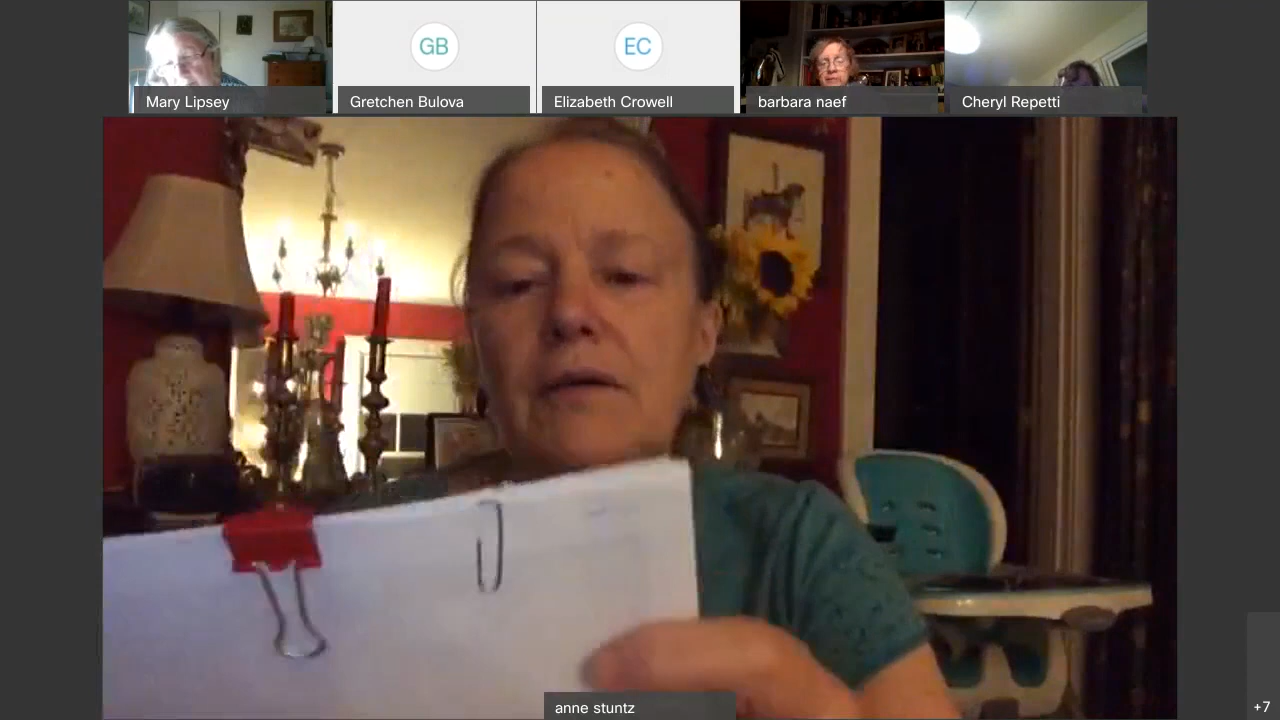 GB
EC
Mary Lipsey
Gretchen Bulova
Elizabeth Crowell
barbara naef
Cheryl Repetti
anne stuntz
+7